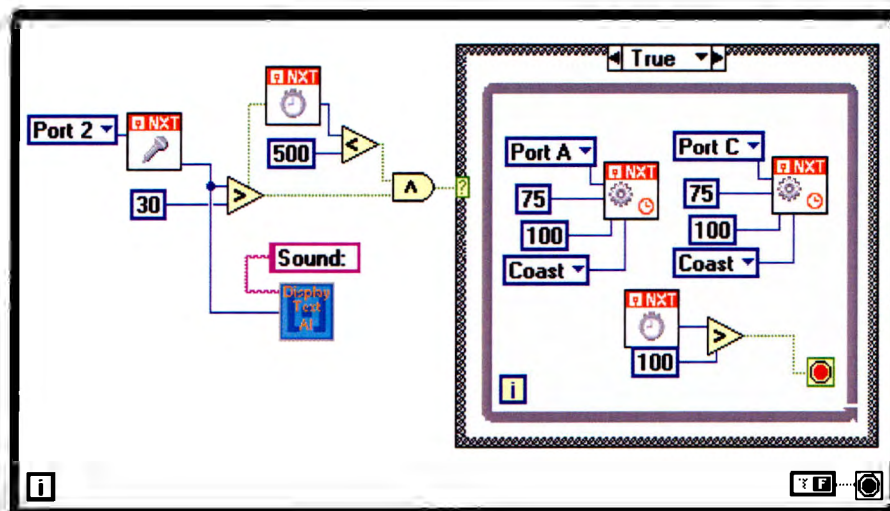 True
NXT
Port 2
NXT
<
500
^
?
>
30
Sound:
Display
Text
AI
Port A
NXT
75
100
Coast
Port C
NXT
75
100
Coast
NXT
>
100
i
i
F